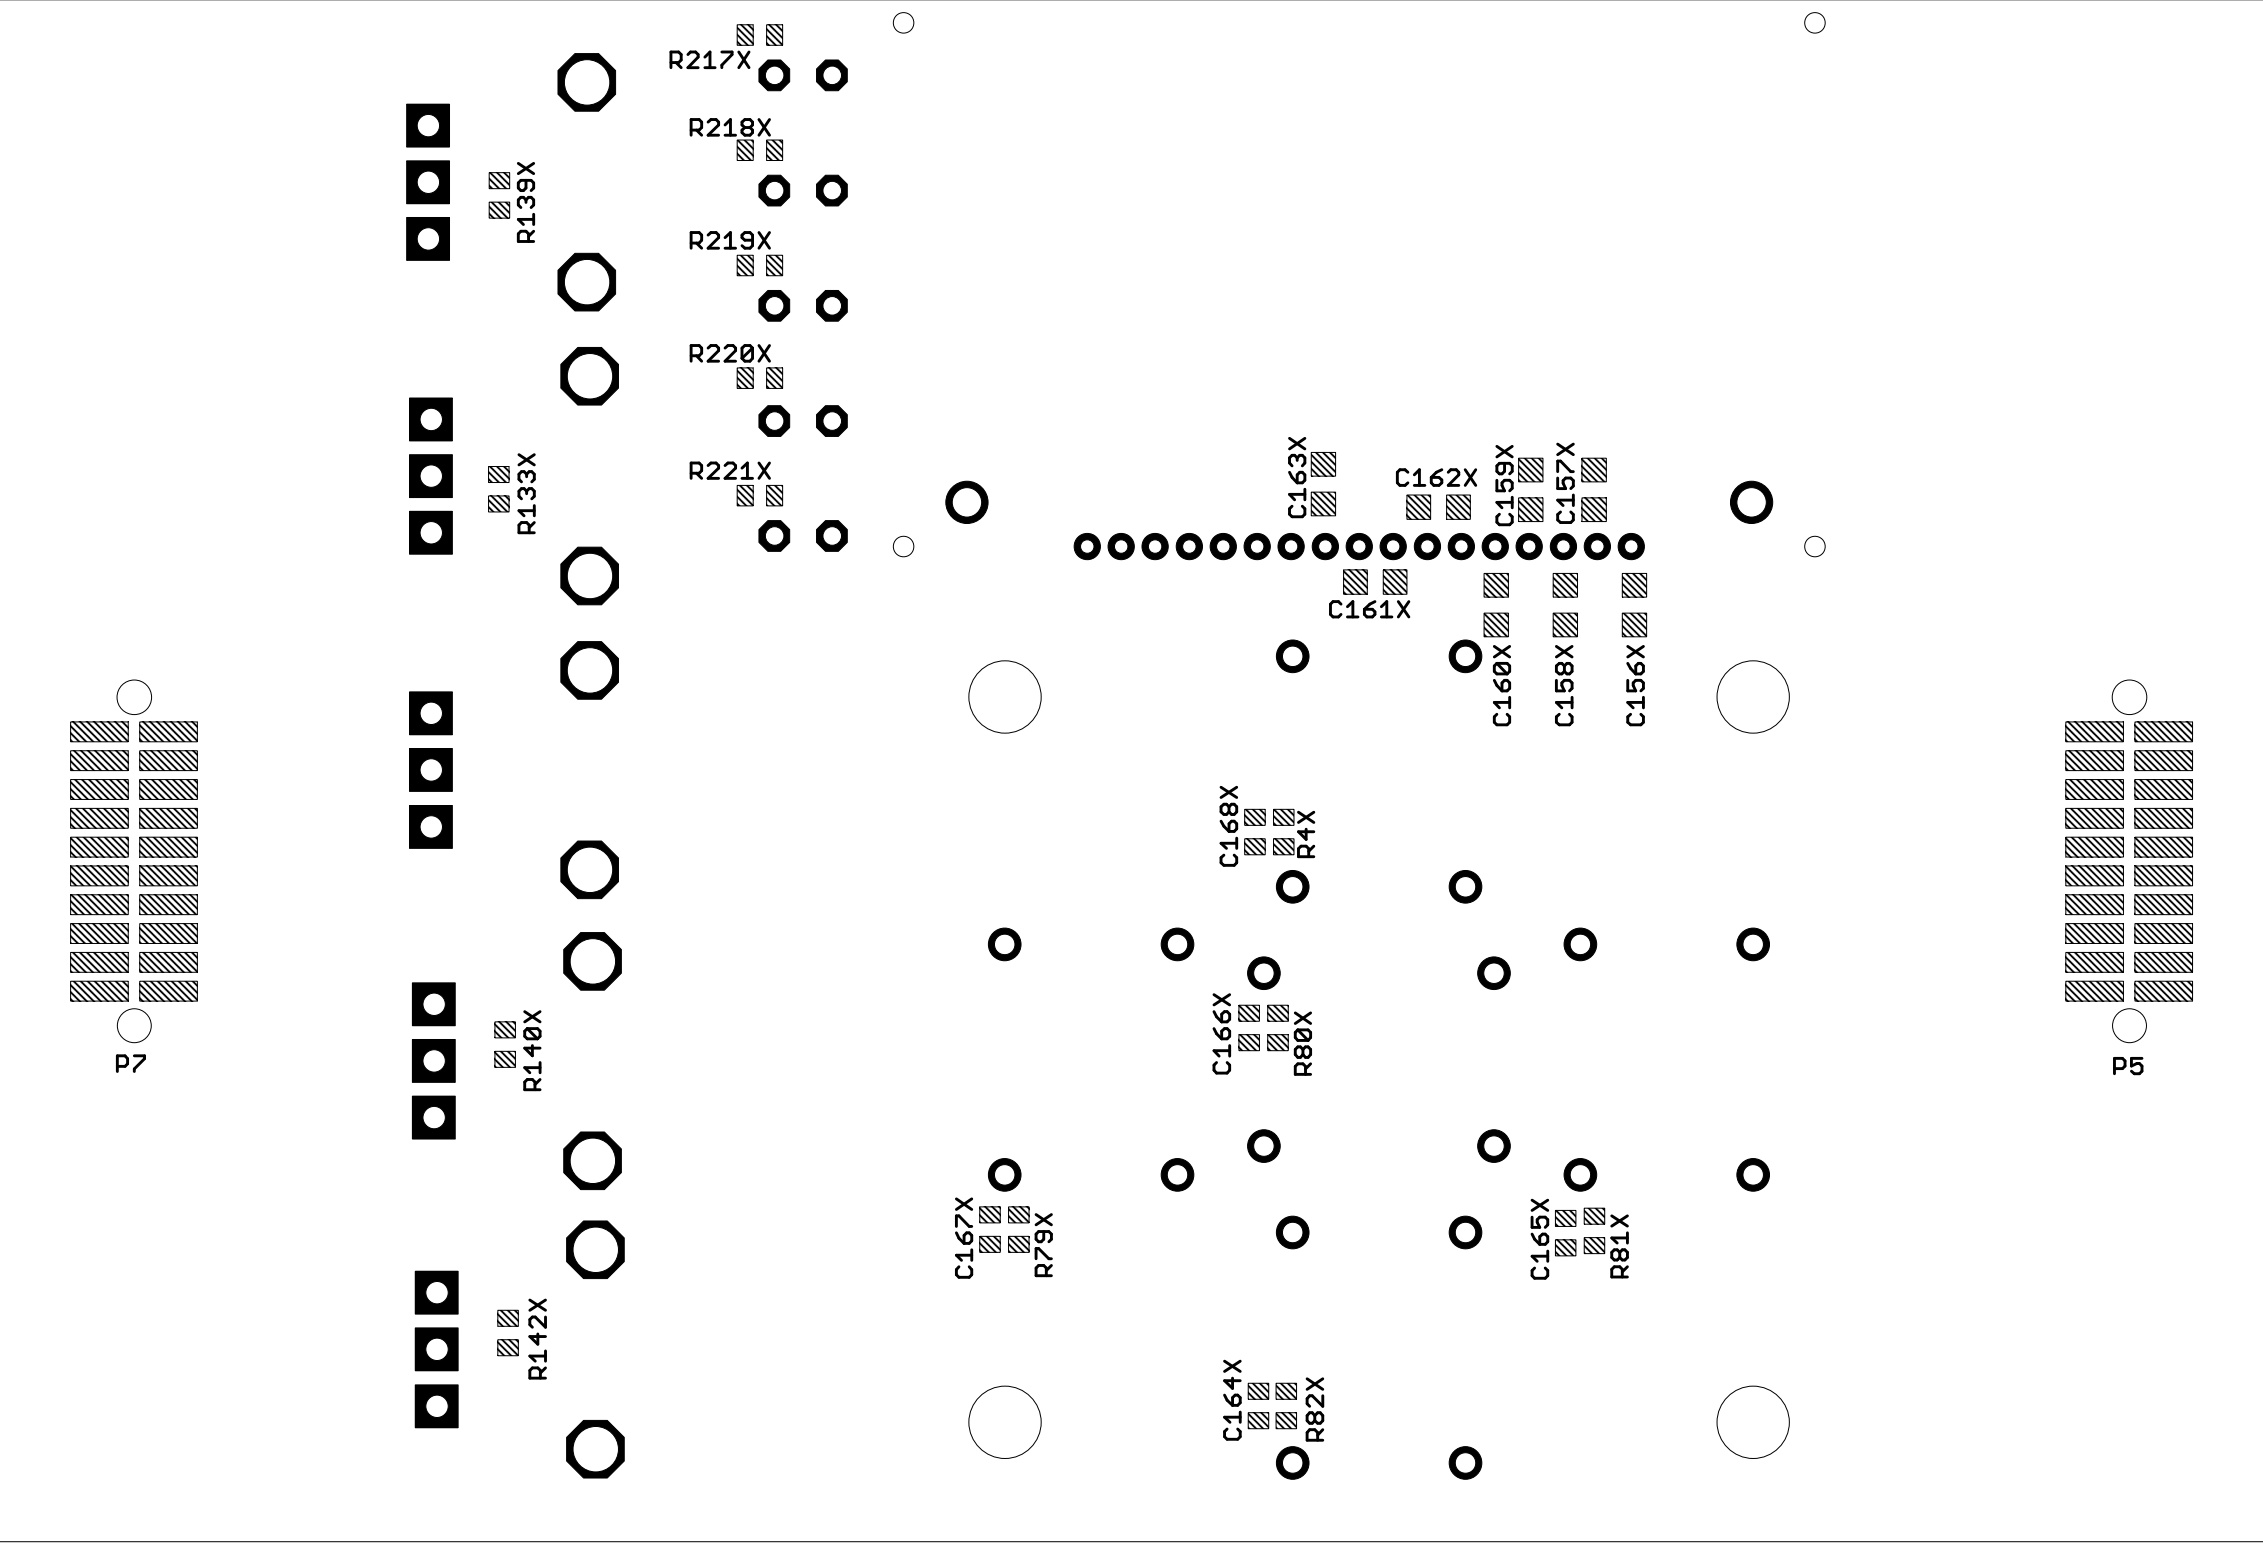 R217X
R218X
R139X
R219X
R220X
R133X
R221X
C163X
C162X
C159X
C157X
C161X
C160X
C158X
C156X
C168X
R4X
C166X
R80X
R140X
P7
P5
C167X
R79X
C165X
R81X
R142X
C164X
R82X